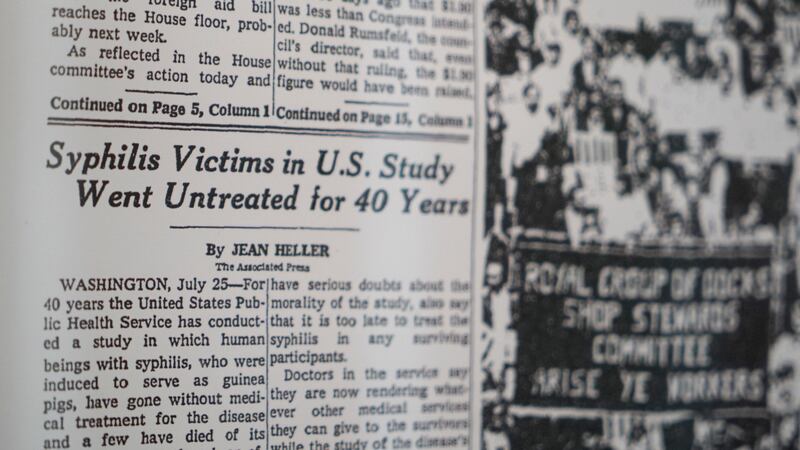 foreign aid bill
reaches the House floor, prob-
ably next week.
As reflected in the House
committee's action today and
Continued on Page 5, Column 1
days ago that $1.90
was less than Congress intend-
ed. Donald Rumsfeld, the coun-
cil's director, said that, even
without that ruling, the $1.90
figure would have been raised.
Continued on Page 15, Column 1
Syphilis Victims in U.S. Study
Went Untreated for 40 Years
By JEAN HELLER
The Associated Press
WASHINGTON, July 25—For
40 years the United States Pub-
lic Health Service has conduct-
ed a study in which human
beings with syphilis, who were
induced to serve as guinea
pigs, have gone without medi-
cal treatment for the disease
and a few have died of its
have serious doubts about the
morality of the study, also say
that it is too late to treat the
syphilis in any surviving
participants.
Doctors in the service say
they are now rendering what-
ever other medical services
they can give to the survivors
while the study of the disease's
ROYAL GROUP OF DOCKS
SHOP STEWARDS
COMMITTEE
ARISE YE WORKERS